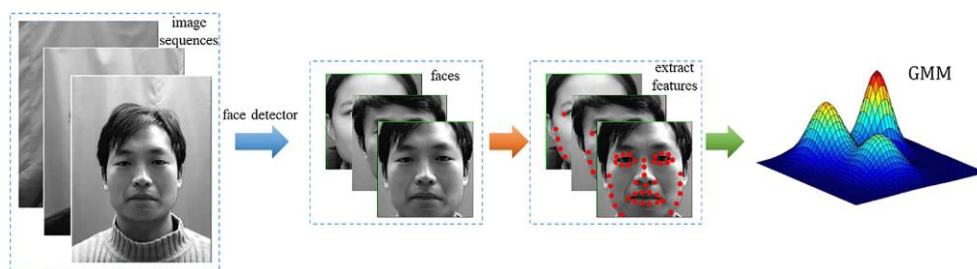 image
sequences
face detector
faces
extract
features
GMM